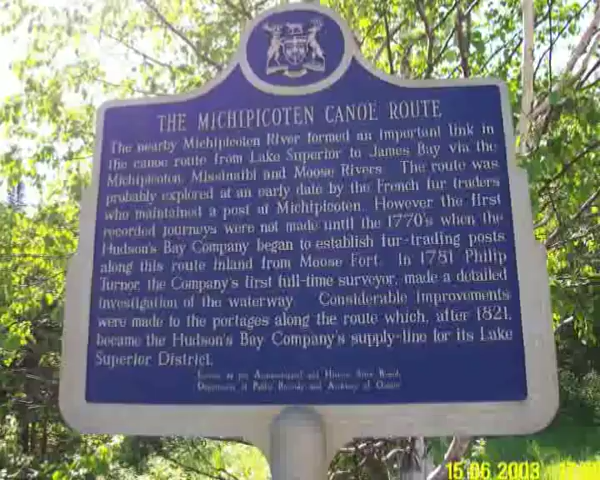 THE MICHIPICOTEN CANOE ROUTE
The nearby Michipicoten River formed an important link in
the canoe route from Lake Superior to James Bay via the
Michipicoten, Missinaibi and Moose Rivers. The route was
probably explored at an early date by the French fur traders
who maintained a post at Michipicoten. However the first
recorded journeys were not made until the 1770's when the
Hudson's Bay Company began to establish fur-trading posts
along this route inland from Moose Fort. In 1781 Philip
Turnor, the Company's first full-time surveyor, made a detailed
investigation of the waterway. Considerable improvements
were made to the portages along the route which, after 1821,
became the Hudson's Bay Company's supply-line for its Lake
Superior District.
Erected by the Archaeological and Historic Sites Board,
Department of Public Records and Archives of Ontario
15.06.2003